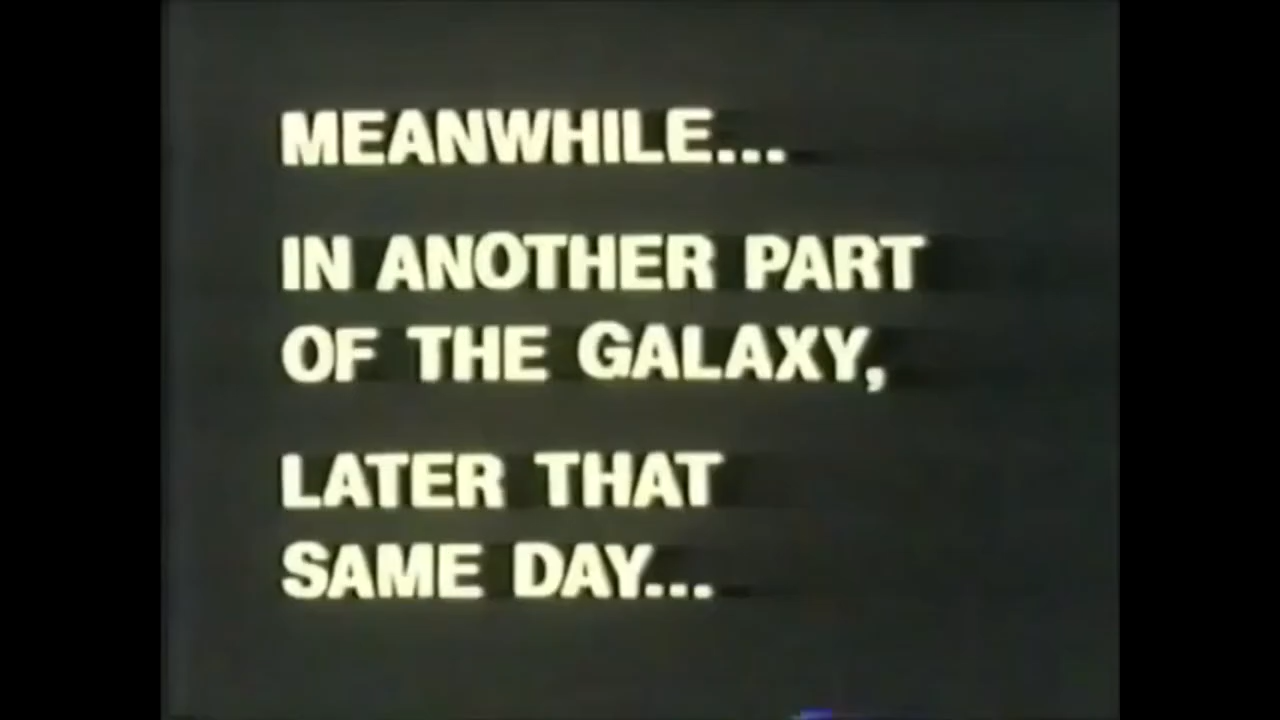 MEANWHILE...
IN ANOTHER PART
OF THE GALAXY,
LATER THAT
SAME DAY...